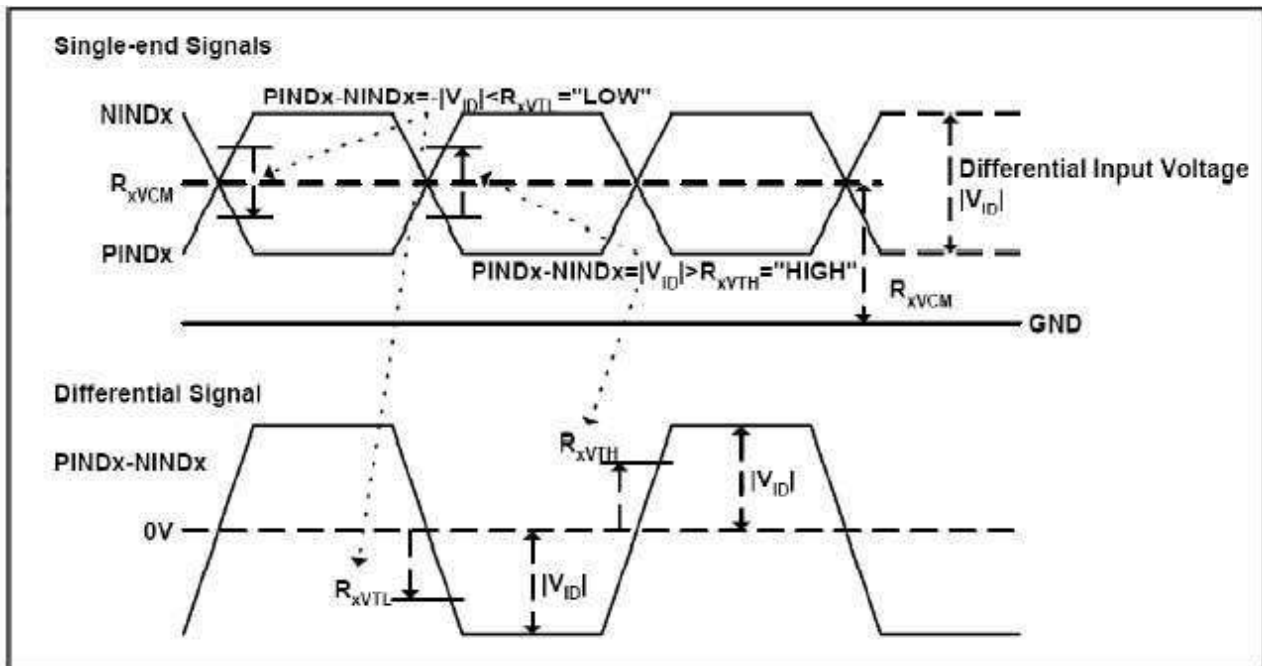 Single-end Signals
NINDx
PINDx-NINDx=-|VID|<RxVTL="LOW"
RxVCM
Differential Input Voltage
|VID|
PINDx
PINDx-NINDx=|VID|>RxVTH="HIGH"
RxVCM
GND
Differential Signal
PINDx-NINDx
RxVTH
|VID|
0V
RxVTL
|VID|